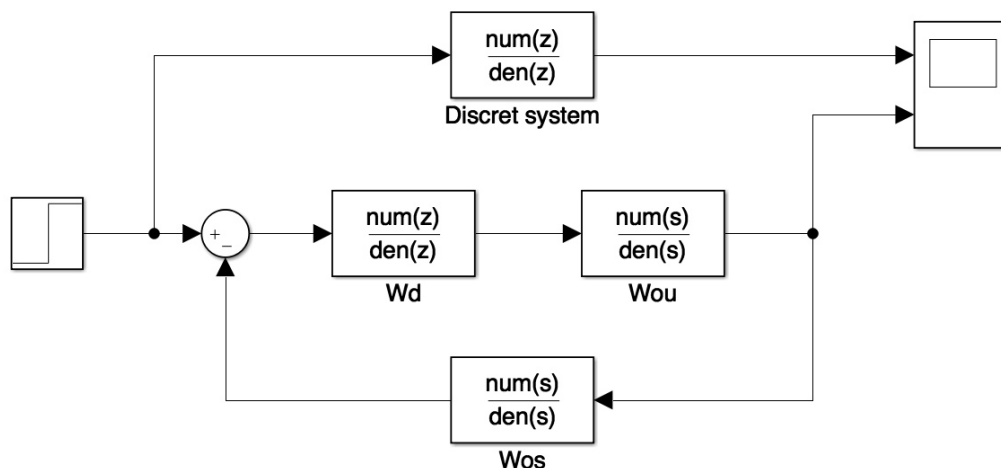 num(z)
den(z)
Discret system
+
−
num(z)
den(z)
Wd
num(s)
den(s)
Wou
num(s)
den(s)
Wos